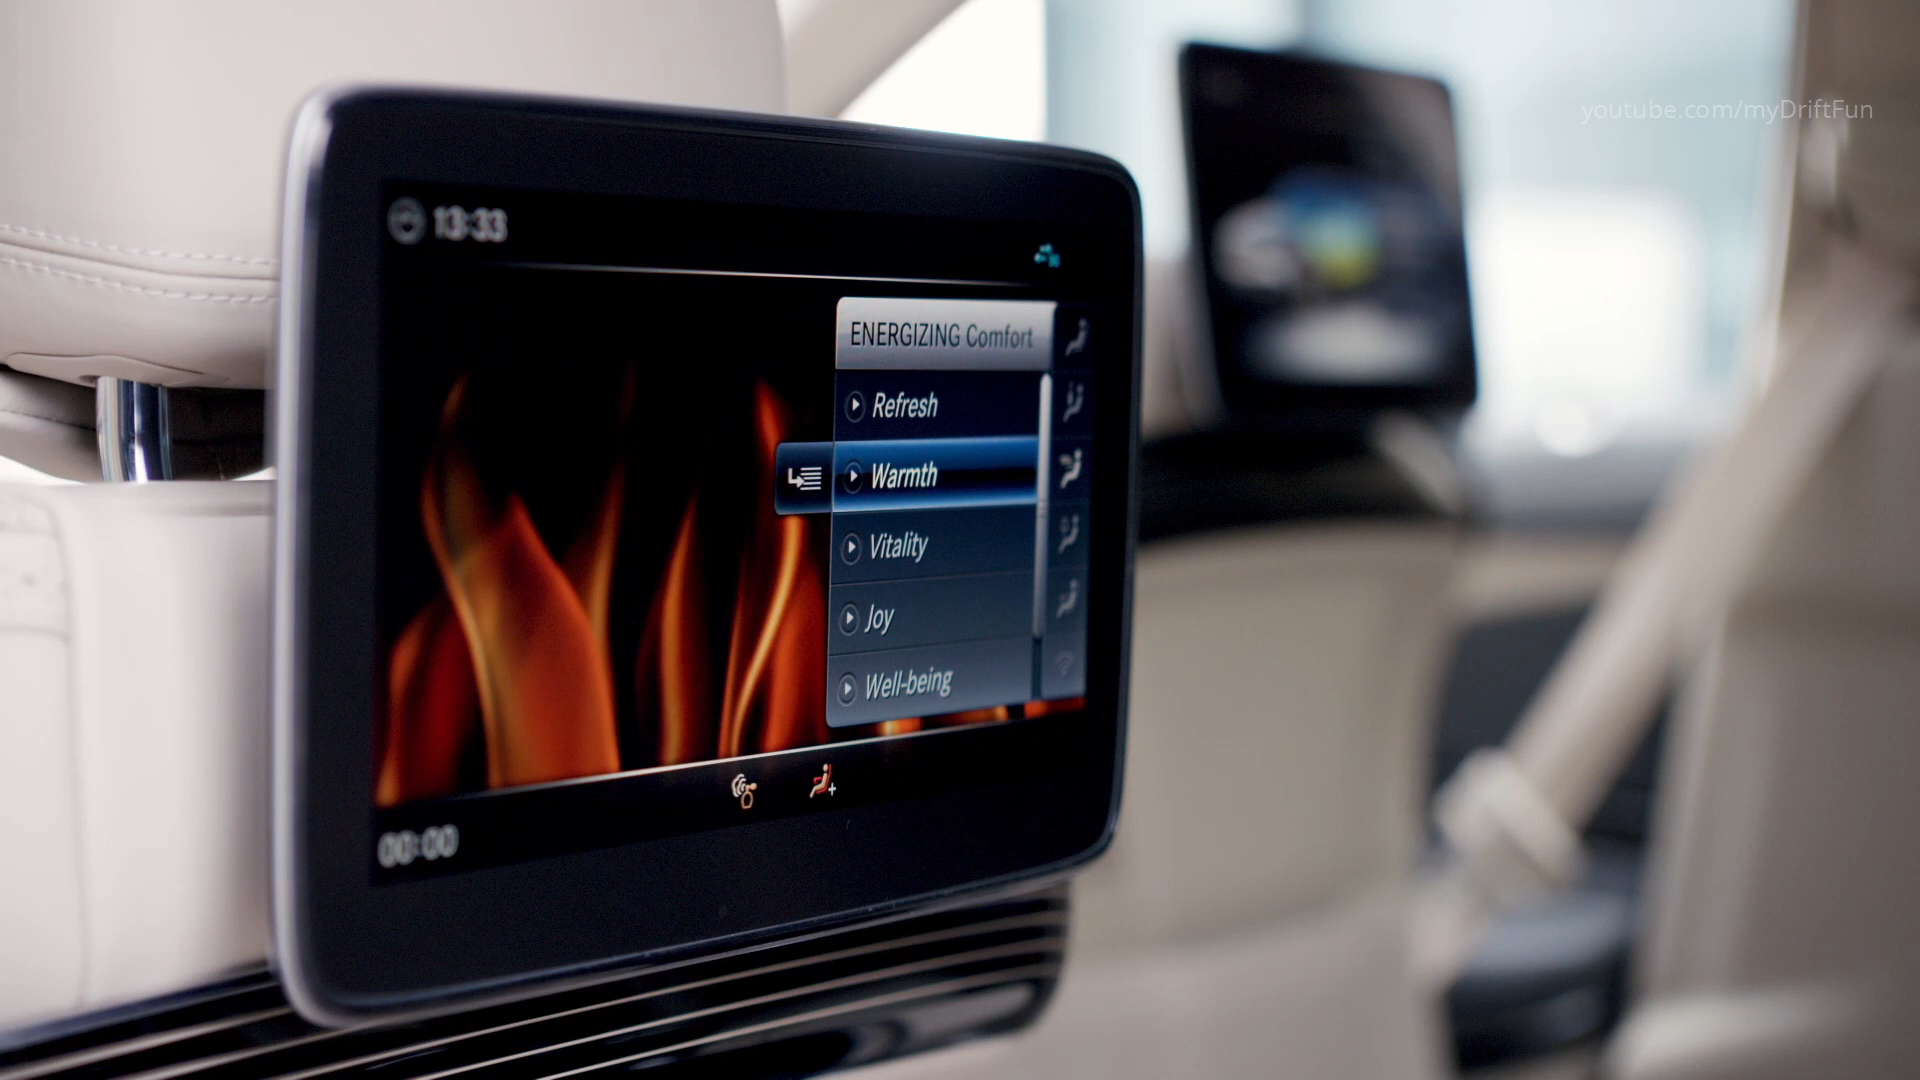 youtube.com/myDriftFun
13:33
ENERGIZING Comfort
Refresh
Warmth
Vitality
Joy
Well-being
00:00